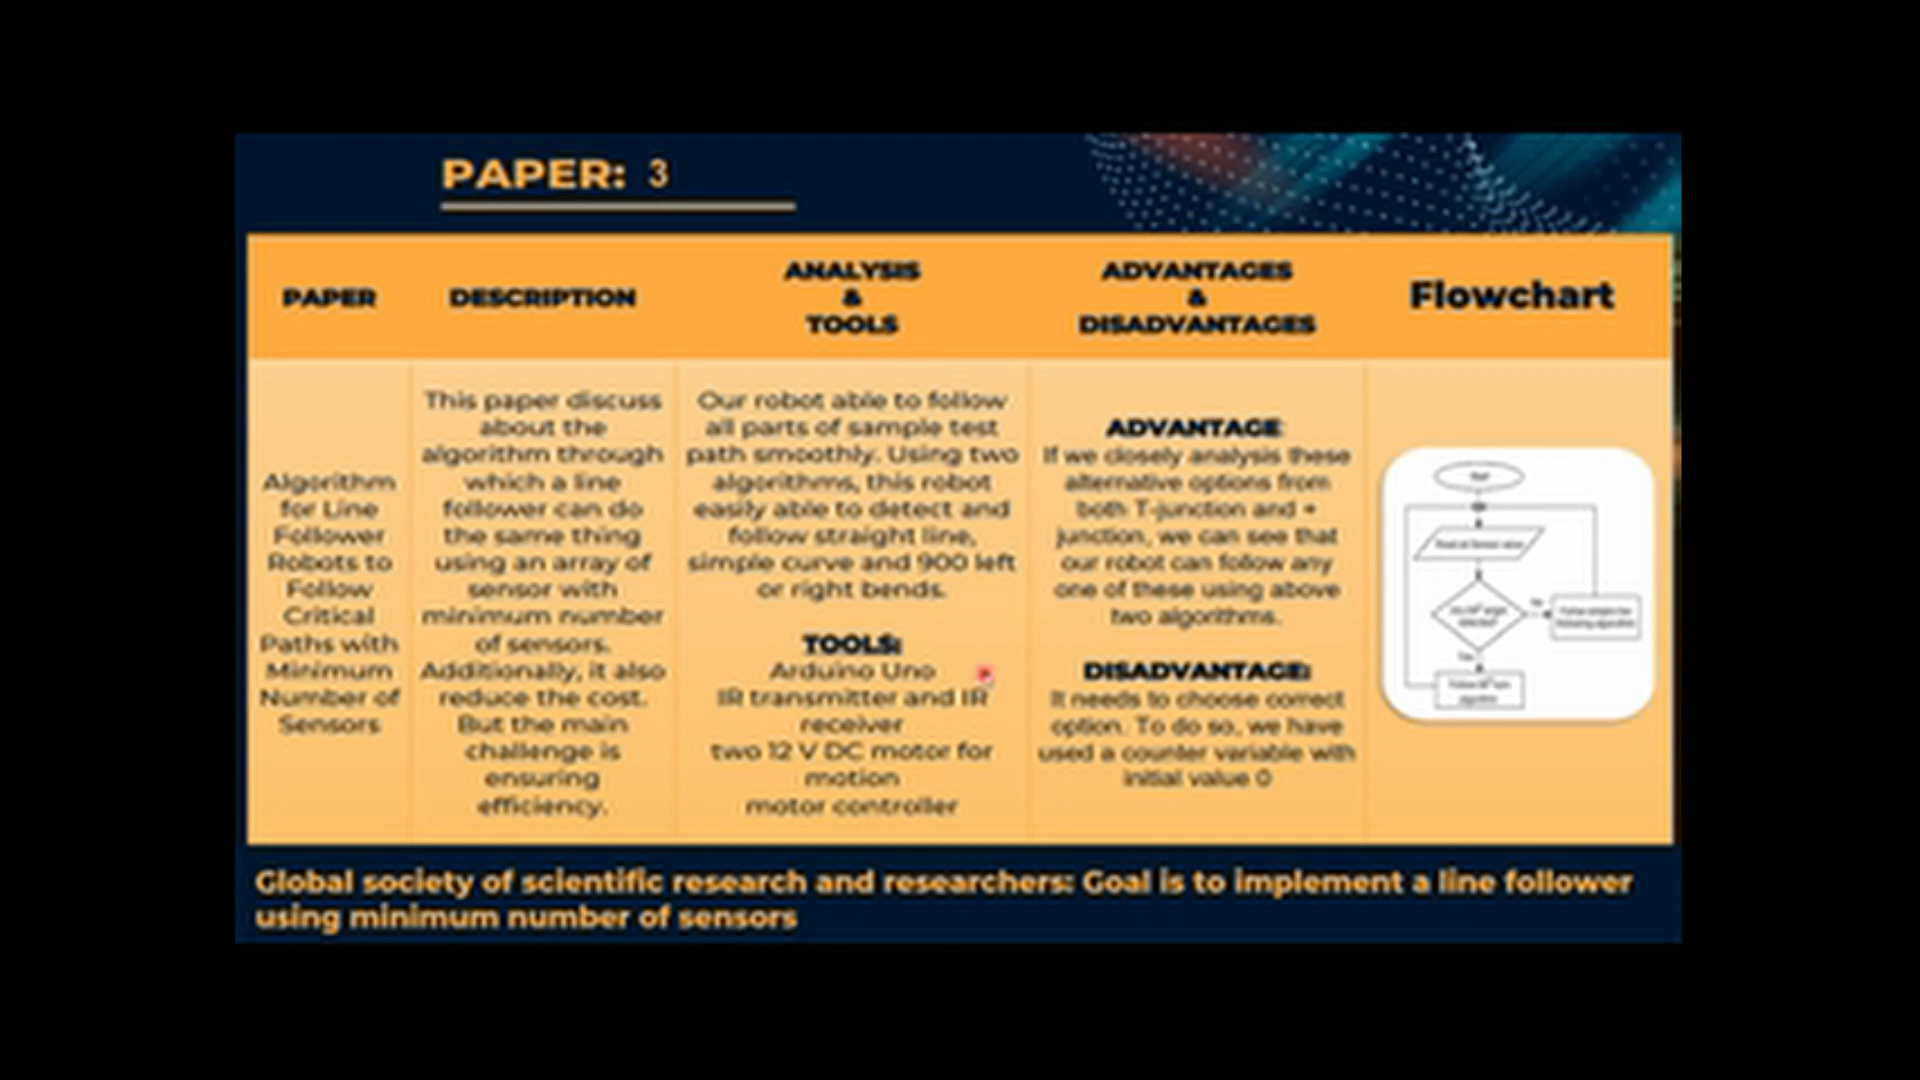 PAPER: 3
PAPER
DESCRIPTION
ANALYSIS
&
TOOLS
ADVANTAGES
&
DISADVANTAGES
Flowchart
Algorithm
for Line
Follower
Robots to
Follow
Critical
Paths with
Minimum
Number of
Sensors
This paper discuss
about the
algorithm through
which a line
follower can do
the same thing
using an array of
sensor with
minimum number
of sensors.
Additionally, it also
reduce the cost.
But the main
challenge is
ensuring
efficiency.
Our robot able to follow
all parts of sample test
path smoothly. Using two
algorithms, this robot
easily able to detect and
follow straight line,
simple curve and 900 left
or right bends.
TOOLS:
Arduino Uno
IR transmitter and IR
receiver
two 12 V DC motor for
motion
motor controller
ADVANTAGE:
If we closely analysis these
alternative options from
both T-junction and +
junction, we can see that
our robot can follow any
one of these using above
two algorithms.
DISADVANTAGE:
It needs to choose correct
option. To do so, we have
used a counter variable with
initial value 0
Start
Yes
Global society of scientific research and researchers: Goal is to implement a line follower
using minimum number of sensors